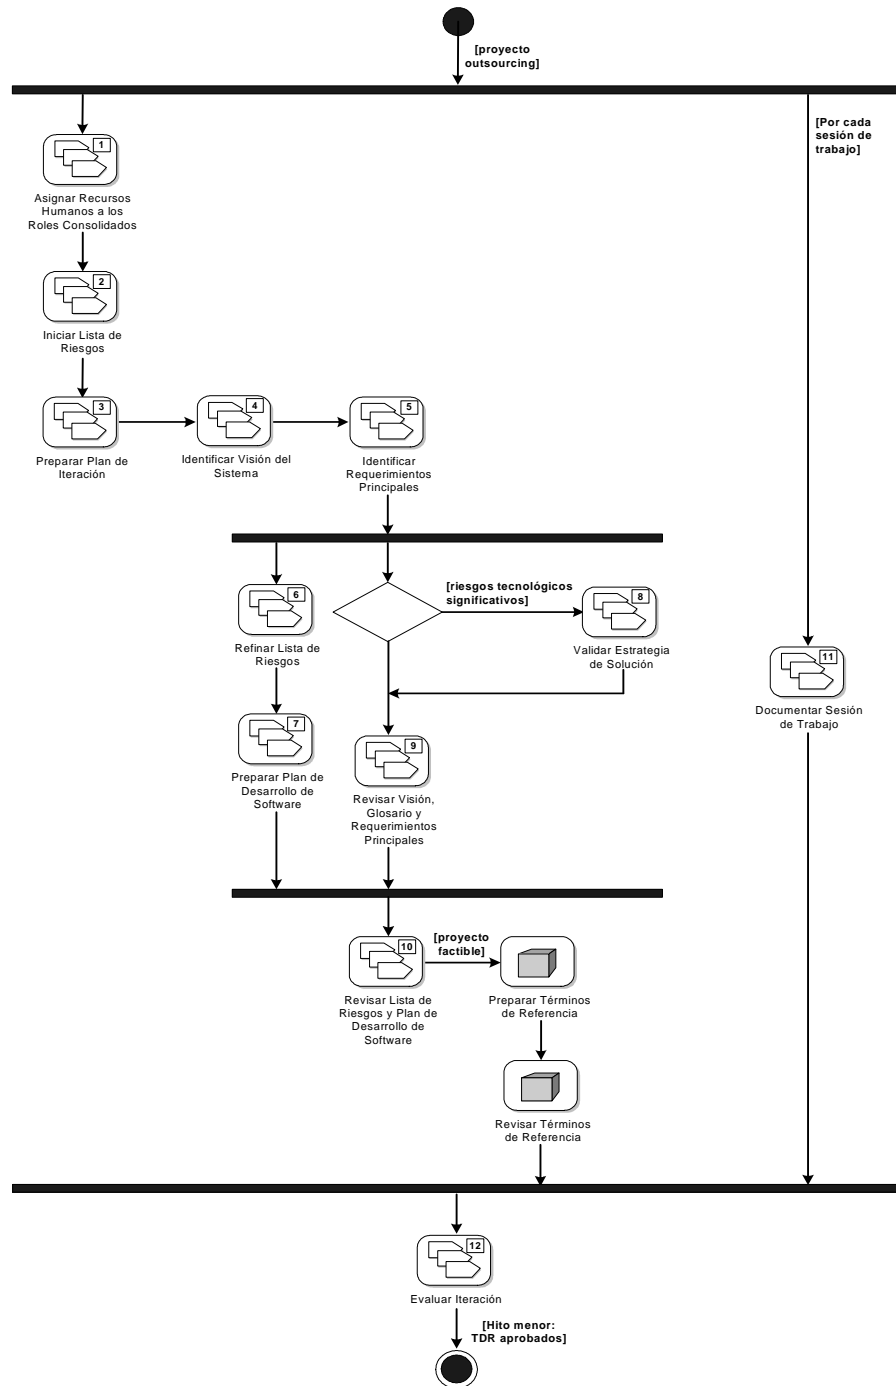 [proyecto
outsourcing]
[Por cada
sesión de
trabajo]
1
Asignar Recursos
Humanos a los
Roles Consolidados
2
Iniciar Lista de
Riesgos
3
Preparar Plan de
Iteración
4
Identificar Visión del
Sistema
5
Identificar
Requerimientos
Principales
6
Refinar Lista de
Riesgos
[riesgos tecnológicos
significativos]
8
Validar Estrategia
de Solución
11
Documentar Sesión
de Trabajo
7
Preparar Plan de
Desarrollo de
Software
9
Revisar Visión,
Glosario y
Requerimientos
Principales
10
Revisar Lista de
Riesgos y Plan de
Desarrollo de
Software
[proyecto
factible]
Preparar Términos
de Referencia
Revisar Términos
de Referencia
12
Evaluar Iteración
[Hito menor:
TDR aprobados]